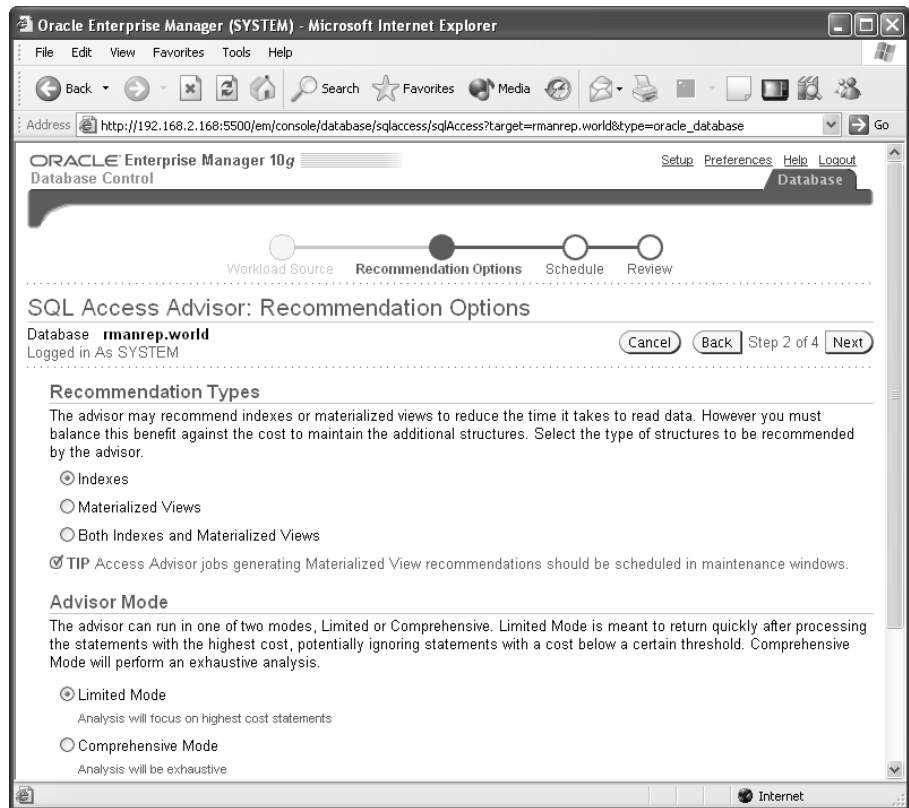 Oracle Enterprise Manager (SYSTEM) - Microsoft Internet Explorer
File Edit View Favorites Tools Help
Back Search Favorites Media
Address http://192.168.2.168:5500/em/console/database/sqlaccess/sqlAccess?target=rmanrep.world&type=oracle_database Go
ORACLE Enterprise Manager 10g
Setup Preferences Help Logout
Database Control
Database
Workload Source Recommendation Options Schedule Review
SQL Access Advisor: Recommendation Options
Database rmanrep.world
Logged in As SYSTEM
Cancel Back Step 2 of 4 Next
Recommendation Types
The advisor may recommend indexes or materialized views to reduce the time it takes to read data. However you must
balance this benefit against the cost to maintain the additional structures. Select the type of structures to be recommended
by the advisor.
Indexes
Materialized Views
Both Indexes and Materialized Views
TIP Access Advisor jobs generating Materialized View recommendations should be scheduled in maintenance windows.
Advisor Mode
The advisor can run in one of two modes, Limited or Comprehensive. Limited Mode is meant to return quickly after processing
the statements with the highest cost, potentially ignoring statements with a cost below a certain threshold. Comprehensive
Mode will perform an exhaustive analysis.
Limited Mode
Analysis will focus on highest cost statements
Comprehensive Mode
Analysis will be exhaustive
Internet